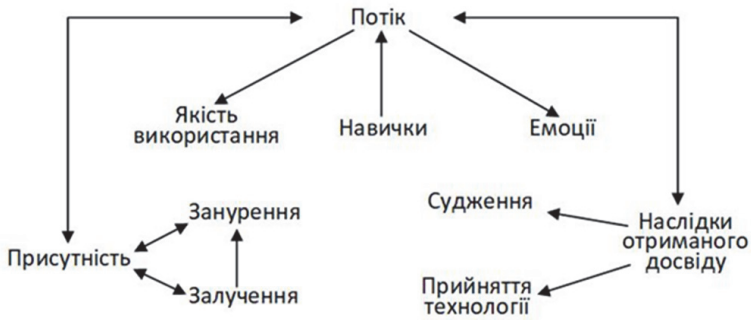 Потік
Якість
використання
Навички
Емоції
Занурення
Судження
Присутність
Наслідки
отриманого
досвіду
Залучення
Прийняття
технології